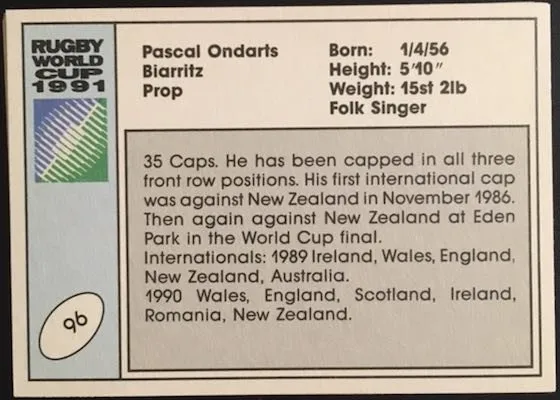 RUGBY
WORLD
CUP
1991
Pascal Ondarts
Biarritz
Prop
Born: 1/4/56
Height: 5'10"
Weight: 15st 2lb
Folk Singer
35 Caps. He has been capped in all three
front row positions. His first international cap
was against New Zealand in November 1986.
Then again against New Zealand at Eden
Park in the World Cup final.
Internationals: 1989 Ireland, Wales, England,
New Zealand, Australia.
1990 Wales, England, Scotland, Ireland,
Romania, New Zealand.
96